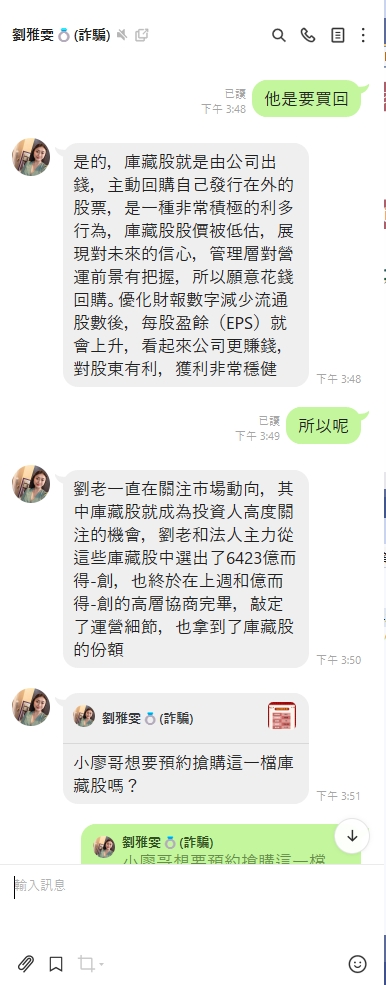 劉雅雯💍(詐騙)
已讀
下午 3:48
他是要買回
是的，庫藏股就是由公司出
錢，主動回購自己發行在外的
股票，是一種非常積極的利多
行為，庫藏股股價被低估，展
現對未來的信心，管理層對營
運前景有把握，所以願意花錢
回購。優化財報數字減少流通
股數後，每股盈餘（EPS）就
會上升，看起來公司更賺錢，
對股東有利，獲利非常穩健
下午 3:48
已讀
下午 3:49
所以呢
劉老一直在關注市場動向，其
中庫藏股就成為投資人高度關
注的機會，劉老和法人主力從
這些庫藏股中選出了6423億而
得-創，也終於在上週和億而
得-創的高層協商完畢，敲定
了運營細節，也拿到了庫藏股
的份額
下午 3:50
劉雅雯💍(詐騙)
小廖哥想要預約搶購這一檔庫
藏股嗎？
下午 3:51
劉雅雯💍(詐騙)
小廖哥想要預約搶購這一檔
輸入訊息